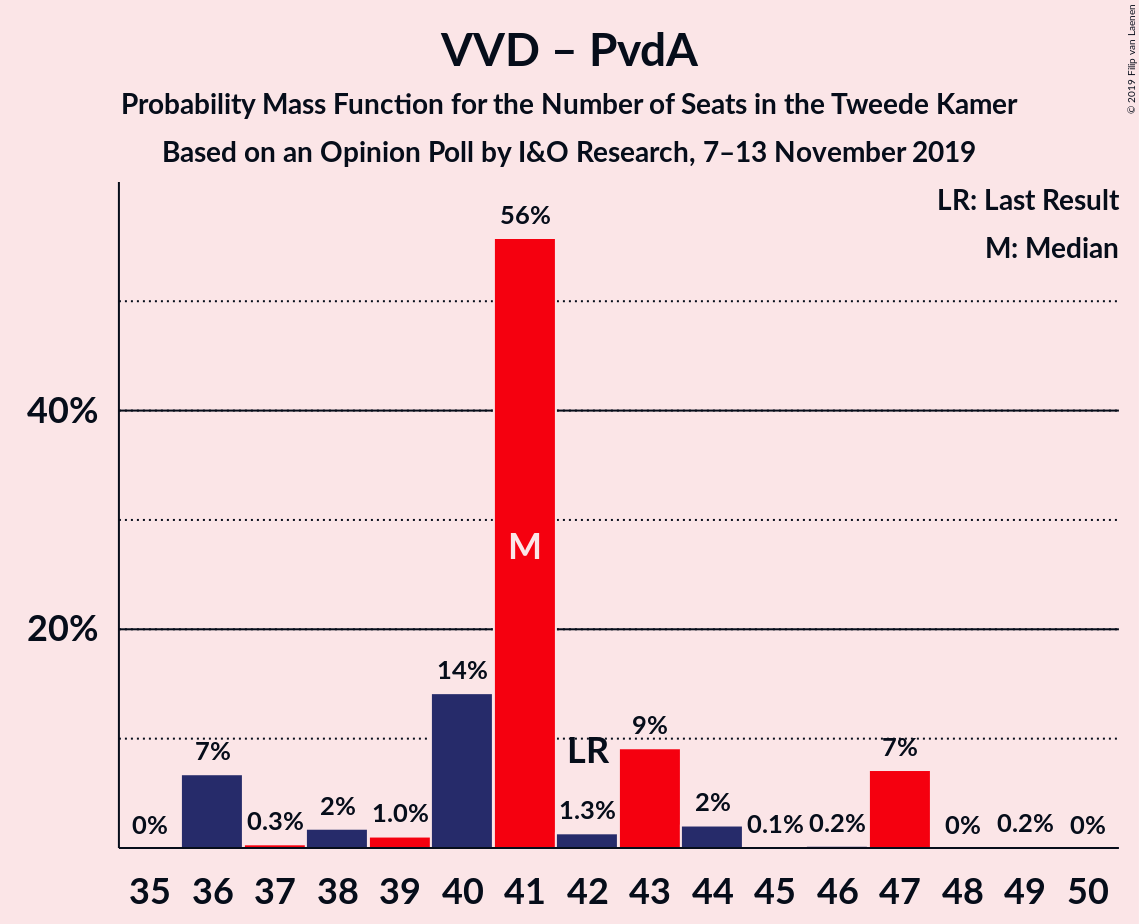 VVD – PvdA
Probability Mass Function for the Number of Seats in the Tweede Kamer
Based on an Opinion Poll by I&O Research, 7–13 November 2019
© 2019 Filip van Laenen
LR: Last Result
M: Median
40%
20%
0%
7%
0.3%
2%
1.0%
14%
56%
M
1.3%
LR
9%
2%
0.1%
0.2%
7%
0%
0.2%
0%
35 36 37 38 39 40 41 42 43 44 45 46 47 48 49 50